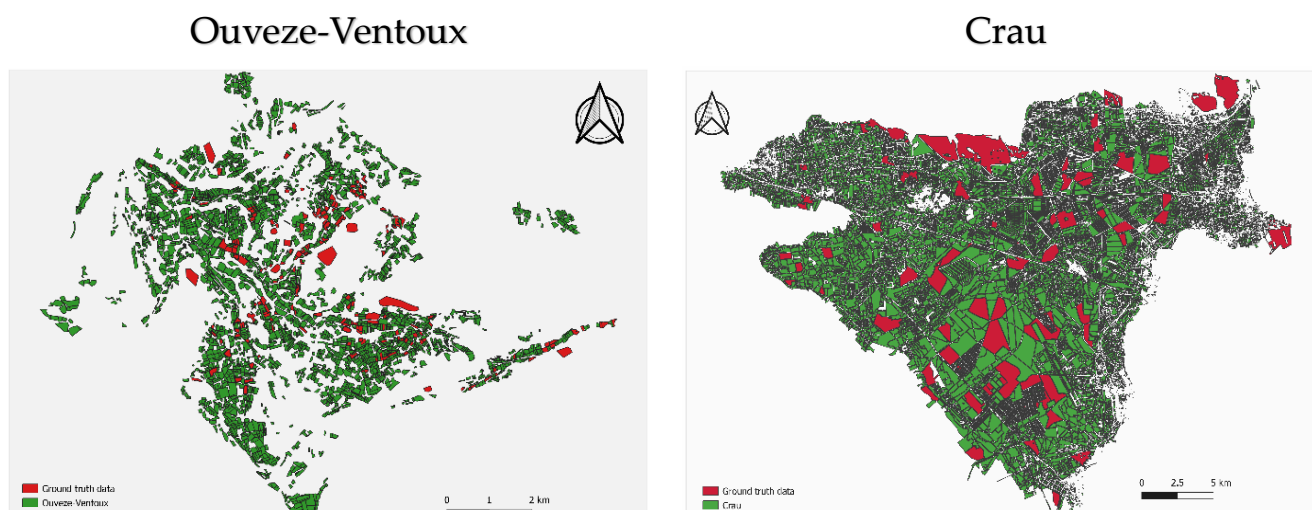 Ouveze-Ventoux
Crau
Ground truth data
Ouveze-Ventoux
0 1 2 km
Ground truth data
Crau
0 2.5 5 km